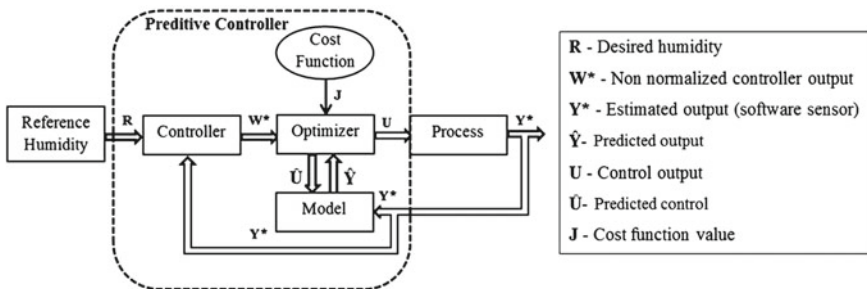 Preditive Controller
Cost
Function
J
Reference
Humidity
R
Controller
W*
Optimizer
U
Process
Y*
Û
Ŷ
Model
Y*
Y*
R - Desired humidity
W* - Non normalized controller output
Y* - Estimated output (software sensor)
Ŷ- Predicted output
U - Control output
Û- Predicted control
J - Cost function value